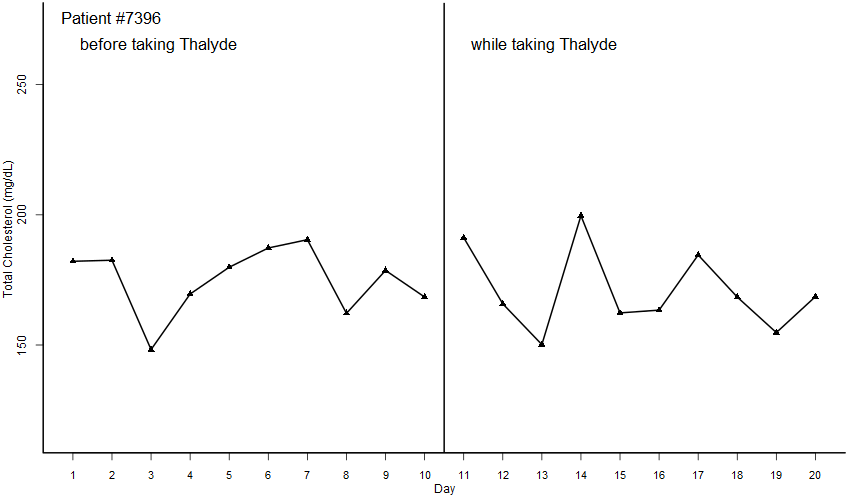 Patient #7396
before taking Thalyde
while taking Thalyde
Total Cholesterol (mg/dL)
250
200
150
1 2 3 4 5 6 7 8 9 10 11 12 13 14 15 16 17 18 19 20
Day